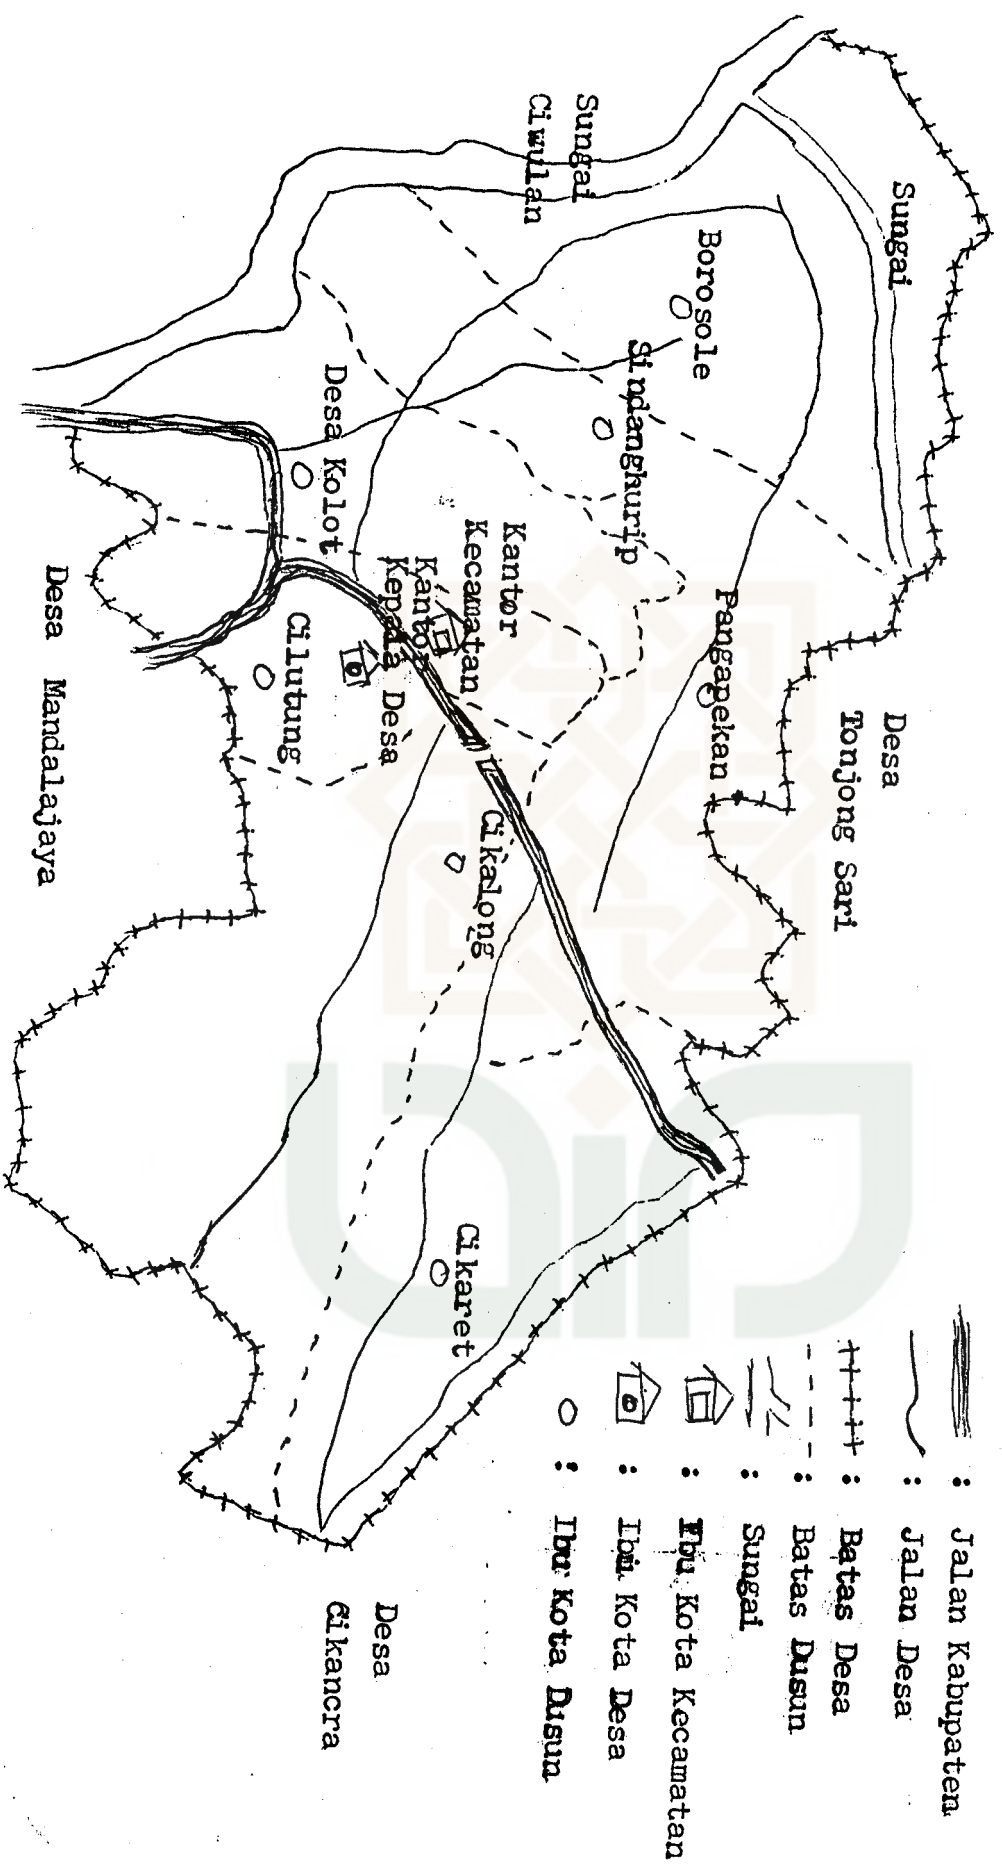 Sungai
Ciwulan
Sungai
Borosole
Sindanghurip
Desa Kolot
Kantor
Kecamatan
Kantor
Kepala Desa
Pangapekan
Desa
Tonjong Sari
Cilutung
Desa Mandalajaya
Cikalong
Cikaret
Desa
Cikancra
: Jalan Kabupaten
: Jalan Desa
: Batas Desa
: Batas Dusun
: Sungai
: Ibu Kota Kecamatan
: Ibu Kota Desa
: Ibu Kota Dusun
uin